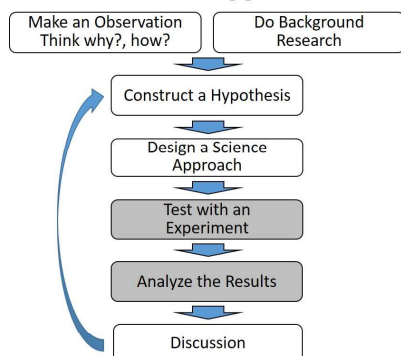 Make an Observation
Think why?, how?
Do Background
Research
Construct a Hypothesis
Design a Science
Approach
Test with an
Experiment
Analyze the Results
Discussion